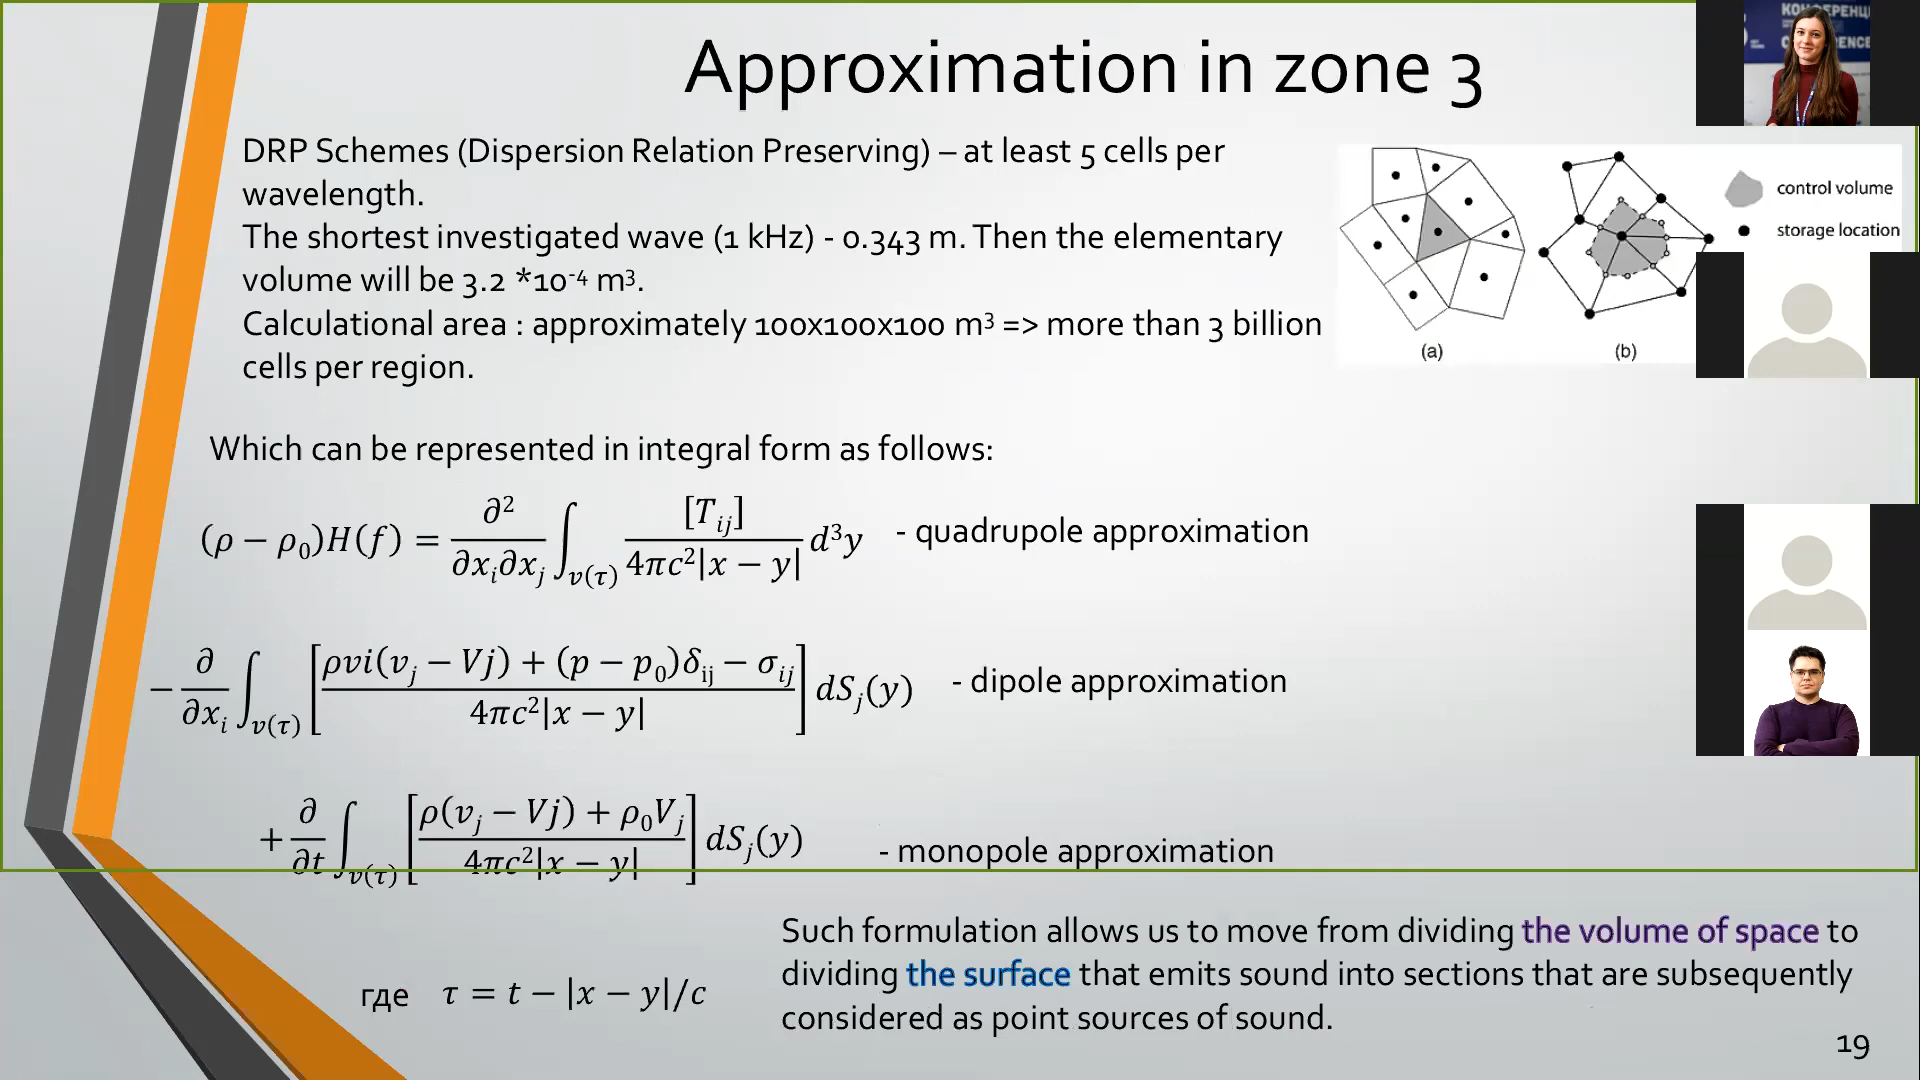 Approximation in zone 3
DRP Schemes (Dispersion Relation Preserving) – at least 5 cells per
wavelength.
The shortest investigated wave (1 kHz) - 0.343 m. Then the elementary
volume will be 3.2 *10⁻⁴ m³.
Calculational area : approximately 100x100x100 m³ => more than 3 billion
cells per region.
control volume
storage location
(a)
(b)
Which can be represented in integral form as follows:
(ρ − ρ₀)H(f) = ∂²/∂xᵢ∂xⱼ ∫_v(τ) [Tᵢⱼ]/4πc²|x − y| d³y - quadrupole approximation
− ∂/∂xᵢ ∫_v(τ) [ρvi(vⱼ − Vj) + (p − p₀)δᵢⱼ − σᵢⱼ / 4πc²|x − y|] dSⱼ(y) - dipole approximation
+ ∂/∂t ∫_v(τ) [ρ(vⱼ − Vj) + ρ₀Vⱼ / 4πc²|x − y|] dSⱼ(y) - monopole approximation
где τ = t − |x − y|/c
Such formulation allows us to move from dividing the volume of space to
dividing the surface that emits sound into sections that are subsequently
considered as point sources of sound.
19